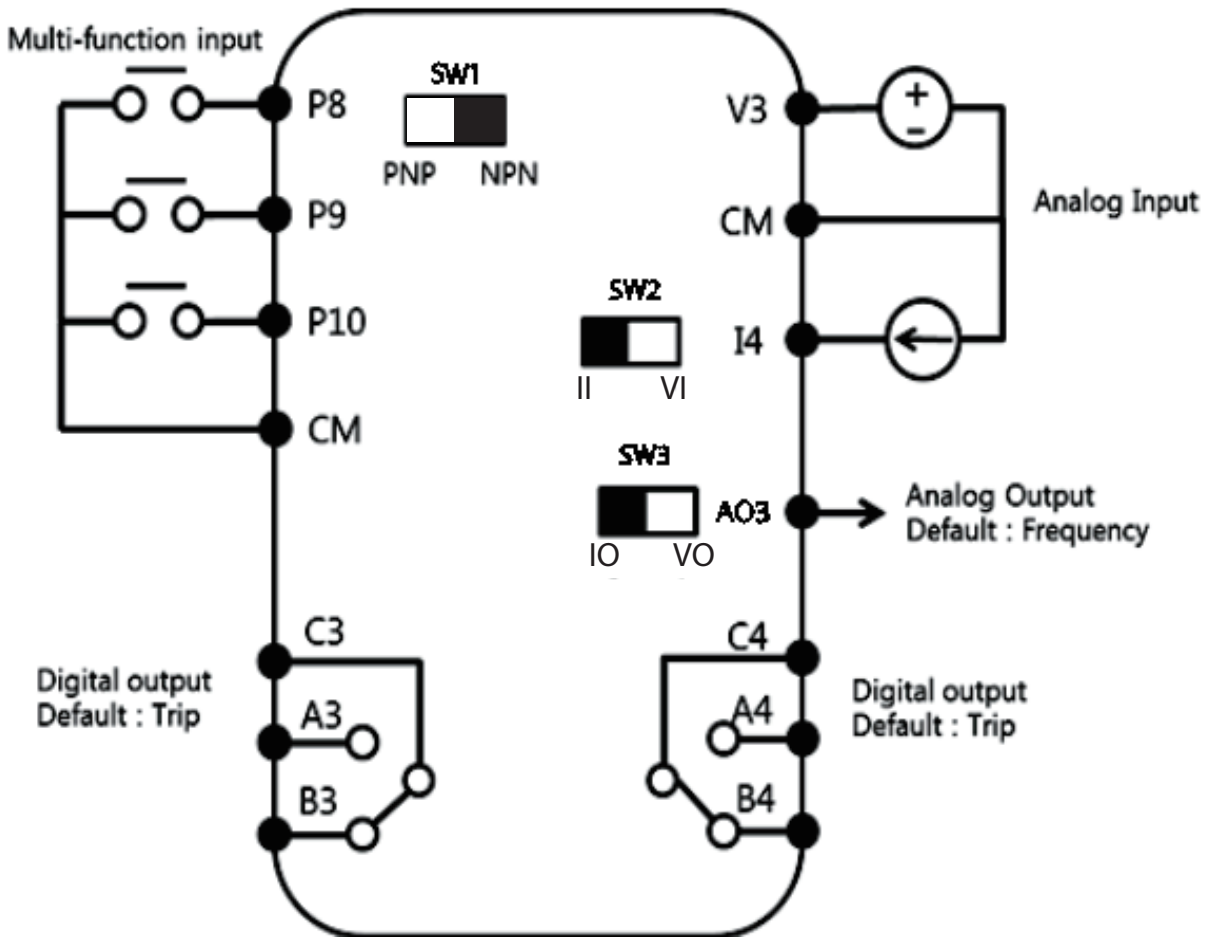 Multi-function input
P8
P9
P10
CM
SW1
PNP NPN
V3
CM
I4
Analog Input
SW2
II VI
SW3
IO VO
AO3
Analog Output
Default : Frequency
C3
A3
B3
Digital output
Default : Trip
C4
A4
B4
Digital output
Default : Trip